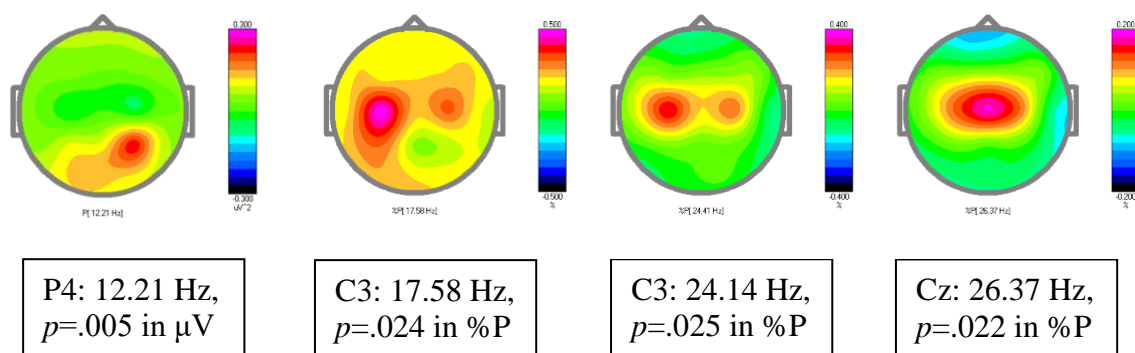 0.300
-0.300
uV^2
P[ 12.21 Hz]
0.500
-0.500
%
%P[ 17.58 Hz]
0.400
-0.400
%
%P[ 24.41 Hz]
0.200
-0.200
%
%P[ 26.37 Hz]
P4: 12.21 Hz,
p=.005 in µV
C3: 17.58 Hz,
p=.024 in %P
C3: 24.14 Hz,
p=.025 in %P
Cz: 26.37 Hz,
p=.022 in %P